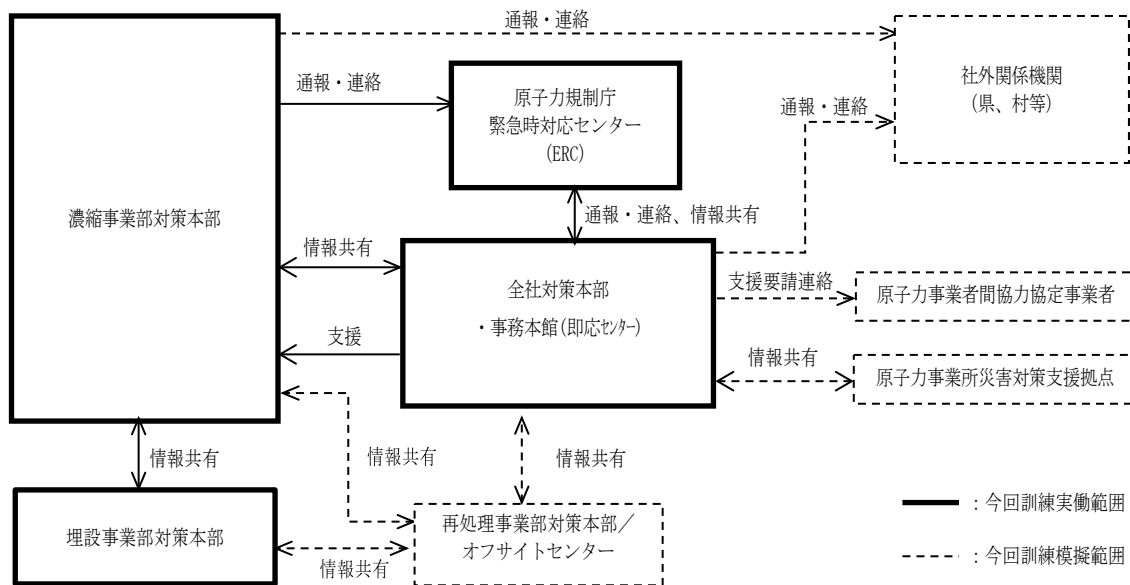 通報・連絡
社外関係機関
(県、村等)
通報・連絡
原子力規制庁
緊急時対応センター
(ERC)
通報・連絡
濃縮事業部対策本部
通報・連絡、情報共有
情報共有
全社対策本部
・事務本館(即応センター)
支援要請連絡
原子力事業者間協力協定事業者
支援
情報共有
原子力事業所災害対策支援拠点
情報共有
情報共有
情報共有
埋設事業部対策本部
再処理事業部対策本部／
オフサイトセンター
情報共有
：今回訓練実働範囲
：今回訓練模擬範囲